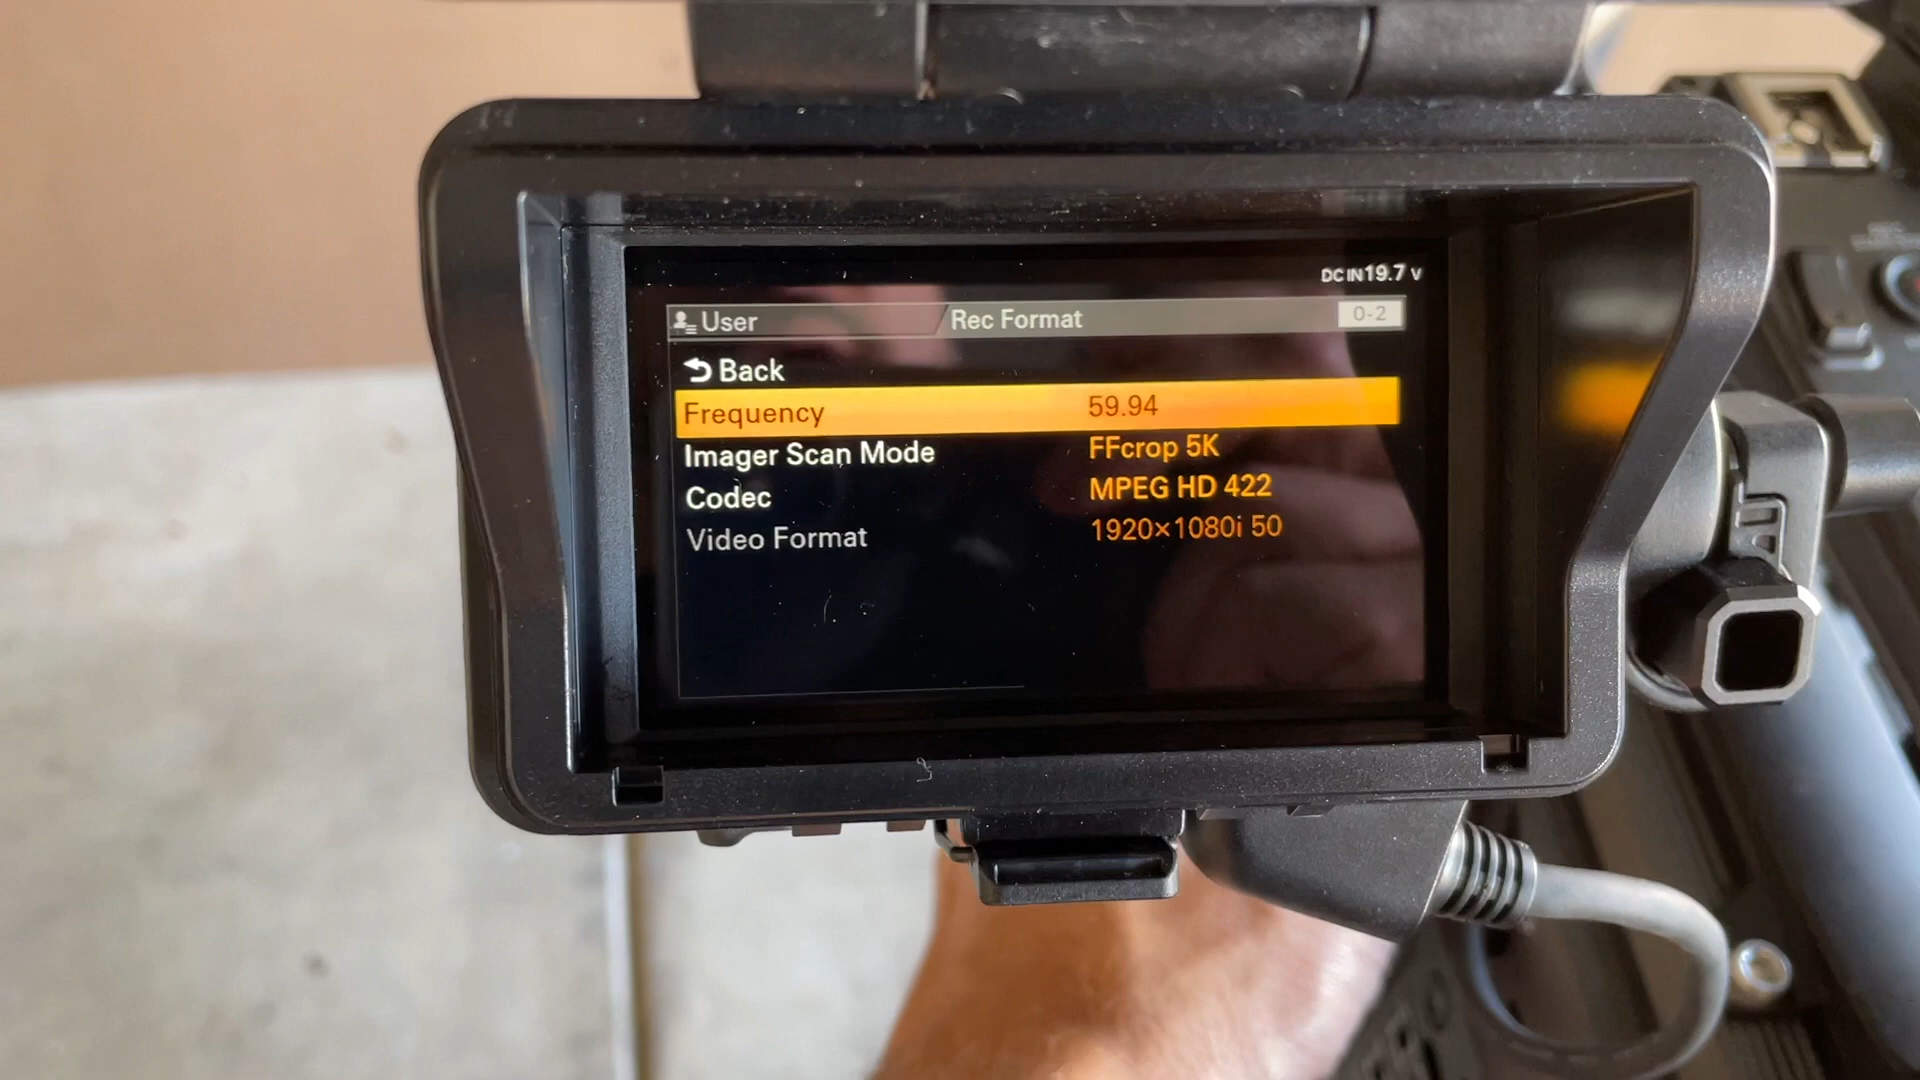 DC IN 19.7 V
User Rec Format 0-2
Back
Frequency 59.94
Imager Scan Mode FFcrop 5K
Codec MPEG HD 422
Video Format 1920×1080i 50